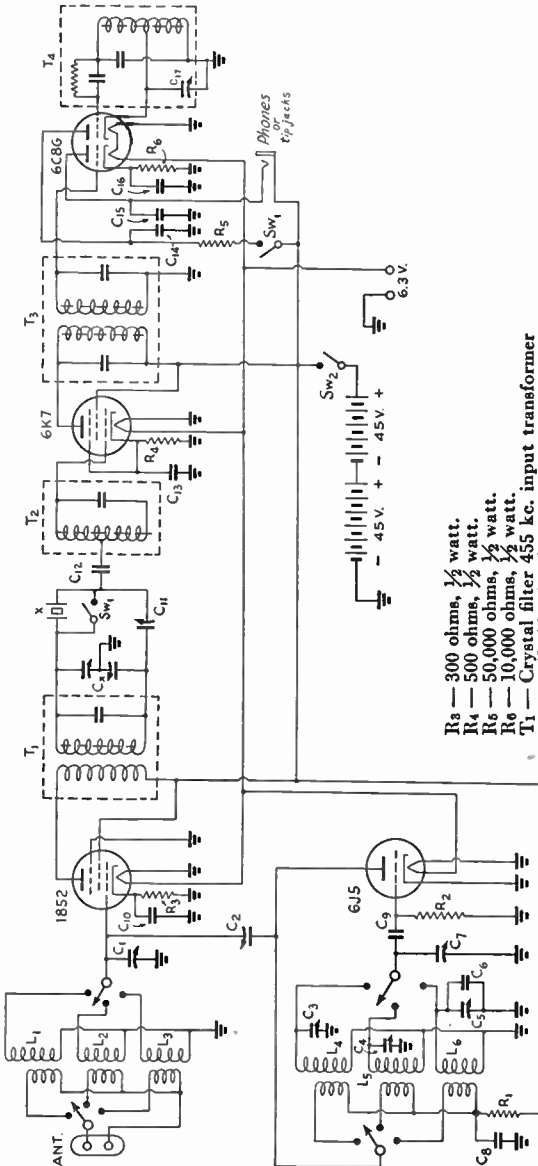 ANT.
L1
L2
L3
C1
1852
C10
R3
C2
T1
Cx
X
Sw1
C11
C12
T2
6K7
R4
C13
T3
6C8G
T4
C17
R6
C16
C15
C14
R5
Sw1
Phones
or
tip jacks
6.3 V.
Sw2
- 45 V. + - 45 V. +
6J5
C9
R2
C7
C3
L4
C4
L5
C6
C5
L6
C8
R1
R3 — 300 ohms, ½ watt.
R4 — 500 ohms, ½ watt.
R5 — 50,000 ohms, ½ watt.
R6 — 10,000 ohms, ½ watt.
T1 — Crystal filter 455 kc. input transformer